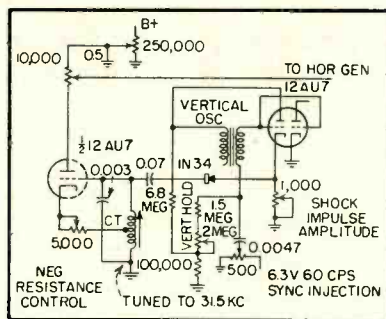 B+
250,000
0.5
10,000
TO HOR GEN
12AU7
VERTICAL
OSC
½12AU7
0.003
0.07
IN34
6.8
MEG
VERT HOLD
1.5
MEG
2MEG
1,000
SHOCK
IMPULSE
AMPLITUDE
CT
5,000
100,000
0.0047
500
6.3V 60 CPS
SYNC INJECTION
NEG
RESISTANCE
CONTROL
TUNED TO 31.5KC